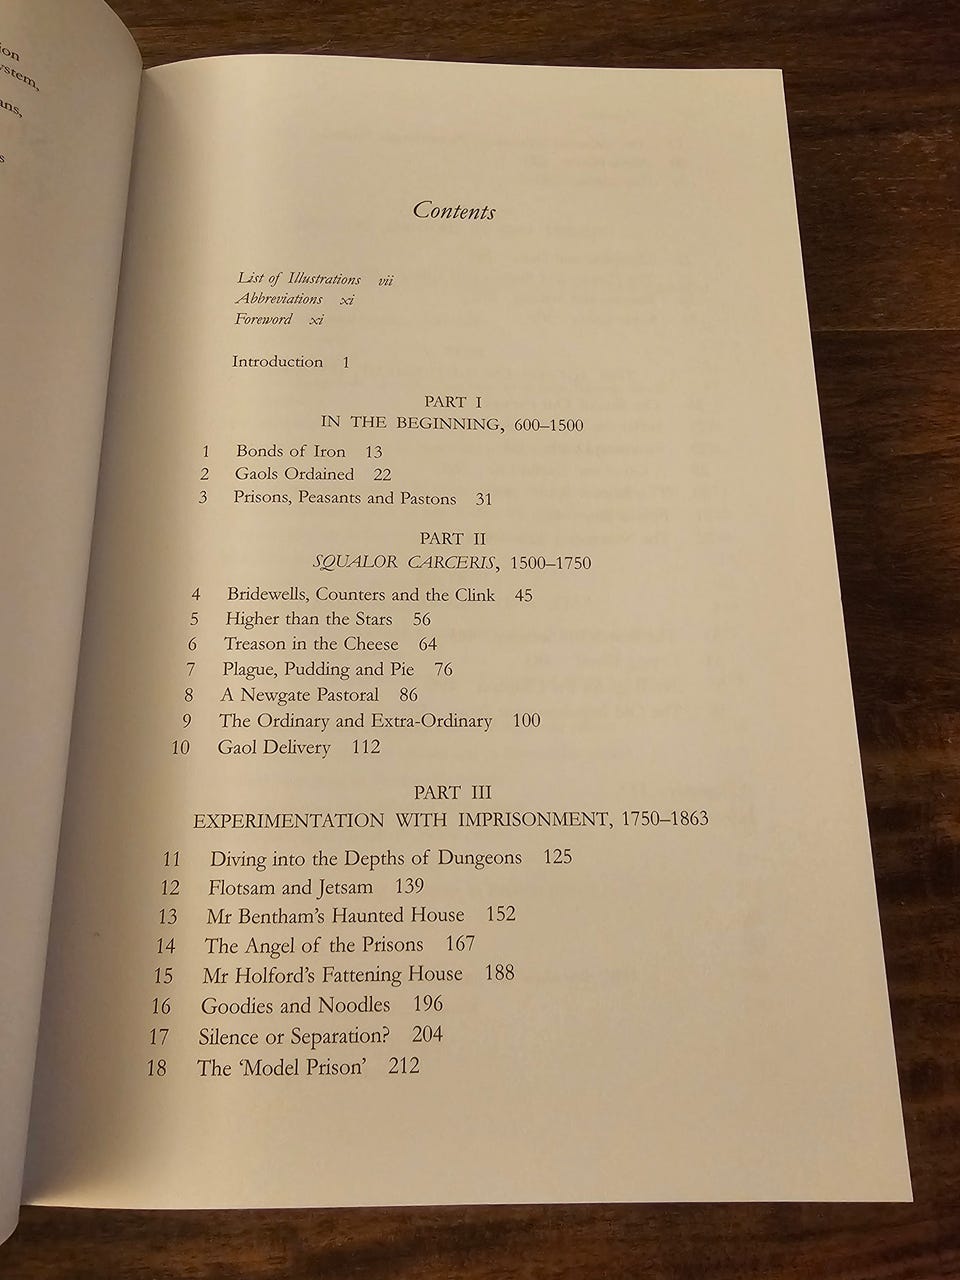 ion
ystem,
ans,
s
Contents
List of Illustrations vii
Abbreviations xi
Foreword xi
Introduction 1
PART I
IN THE BEGINNING, 600–1500
1 Bonds of Iron 13
2 Gaols Ordained 22
3 Prisons, Peasants and Pastons 31
PART II
SQUALOR CARCERIS, 1500–1750
4 Bridewells, Counters and the Clink 45
5 Higher than the Stars 56
6 Treason in the Cheese 64
7 Plague, Pudding and Pie 76
8 A Newgate Pastoral 86
9 The Ordinary and Extra-Ordinary 100
10 Gaol Delivery 112
PART III
EXPERIMENTATION WITH IMPRISONMENT, 1750–1863
11 Diving into the Depths of Dungeons 125
12 Flotsam and Jetsam 139
13 Mr Bentham's Haunted House 152
14 The Angel of the Prisons 167
15 Mr Holford's Fattening House 188
16 Goodies and Noodles 196
17 Silence or Separation? 204
18 The 'Model Prison' 212